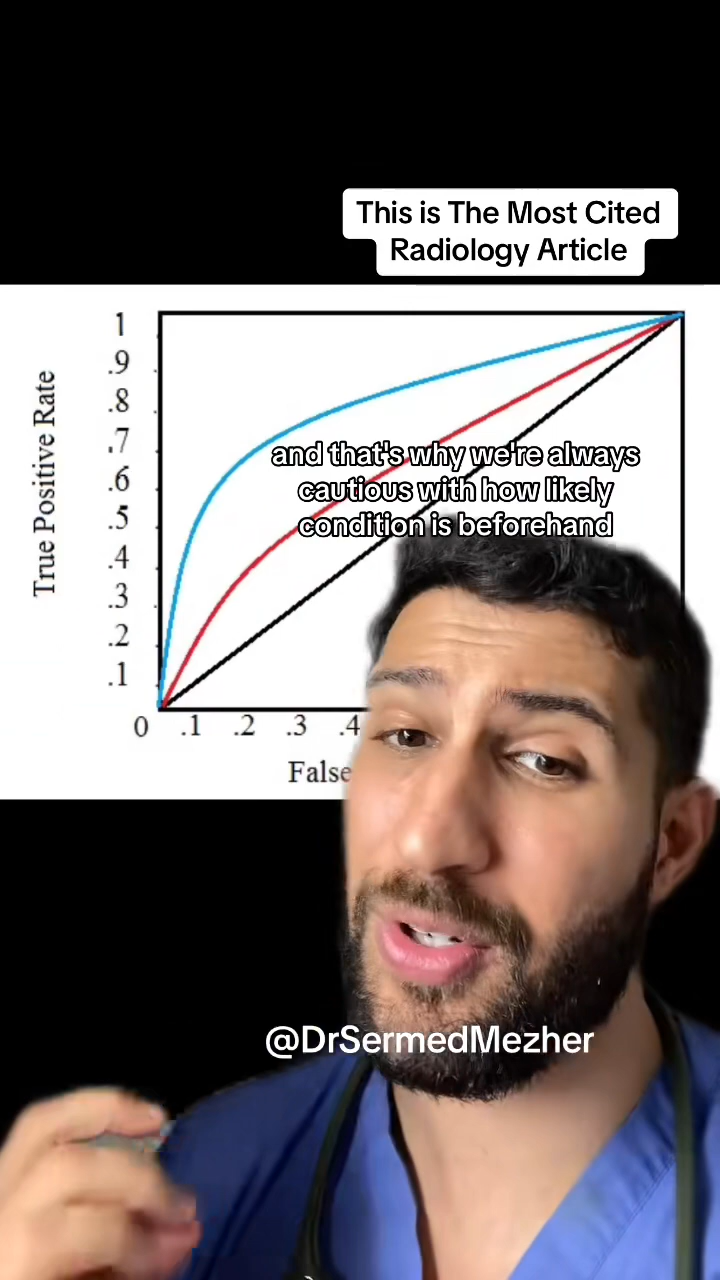 This is The Most Cited
Radiology Article
True Positive Rate
1
.9
.8
.7
.6
.5
.4
.3
.2
.1
0 .1 .2 .3 .4
False
and that's why we're always
cautious with how likely
condition is beforehand
@DrSermedMezher